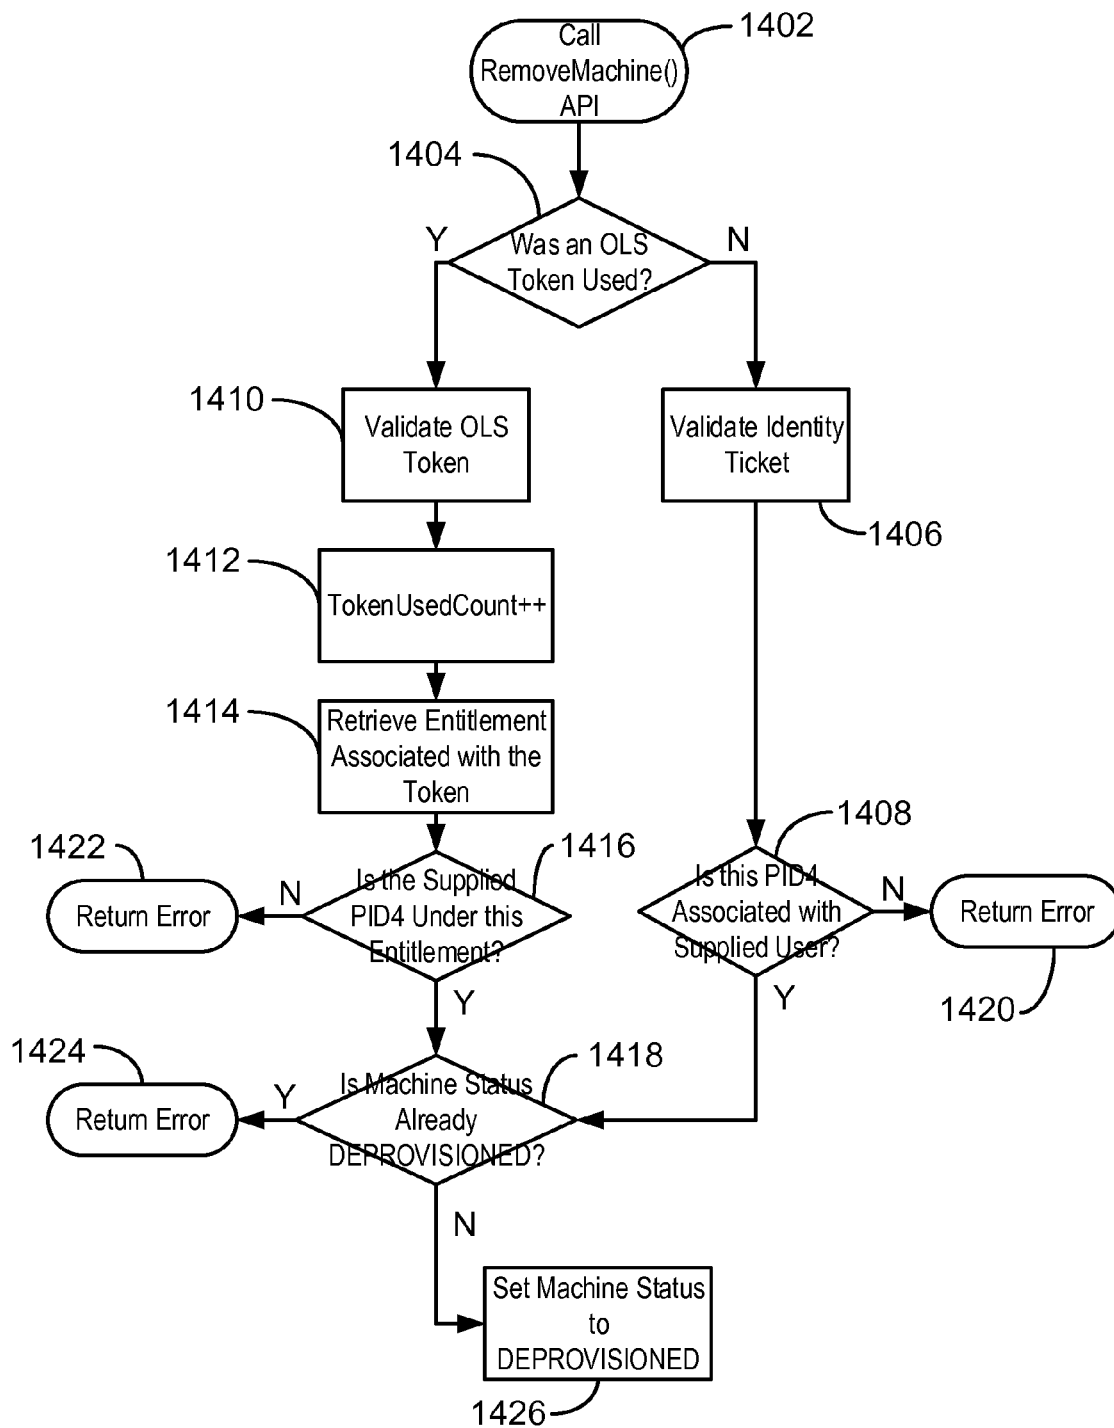 Call
RemoveMachine()
API
1402
1404
Was an OLS
Token Used?
Y
N
1410
Validate OLS
Token
Validate Identity
Ticket
1406
1412
TokenUsedCount++
1414
Retrieve Entitlement
Associated with the
Token
1408
1422
1416
Return Error
N
Is the Supplied
PID4 Under this
Entitlement?
Is this PID4
Associated with
Supplied User?
N
Return Error
1420
Y
Y
1424
1418
Return Error
Y
Is Machine Status
Already
DEPROVISIONED?
N
Set Machine Status
to
DEPROVISIONED
1426